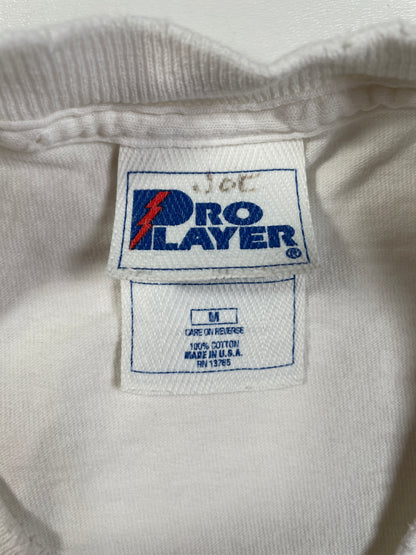 JOE
PRO
PLAYER®
M
CARE ON REVERSE
100% COTTON
MADE IN U.S.A.
RN 13765